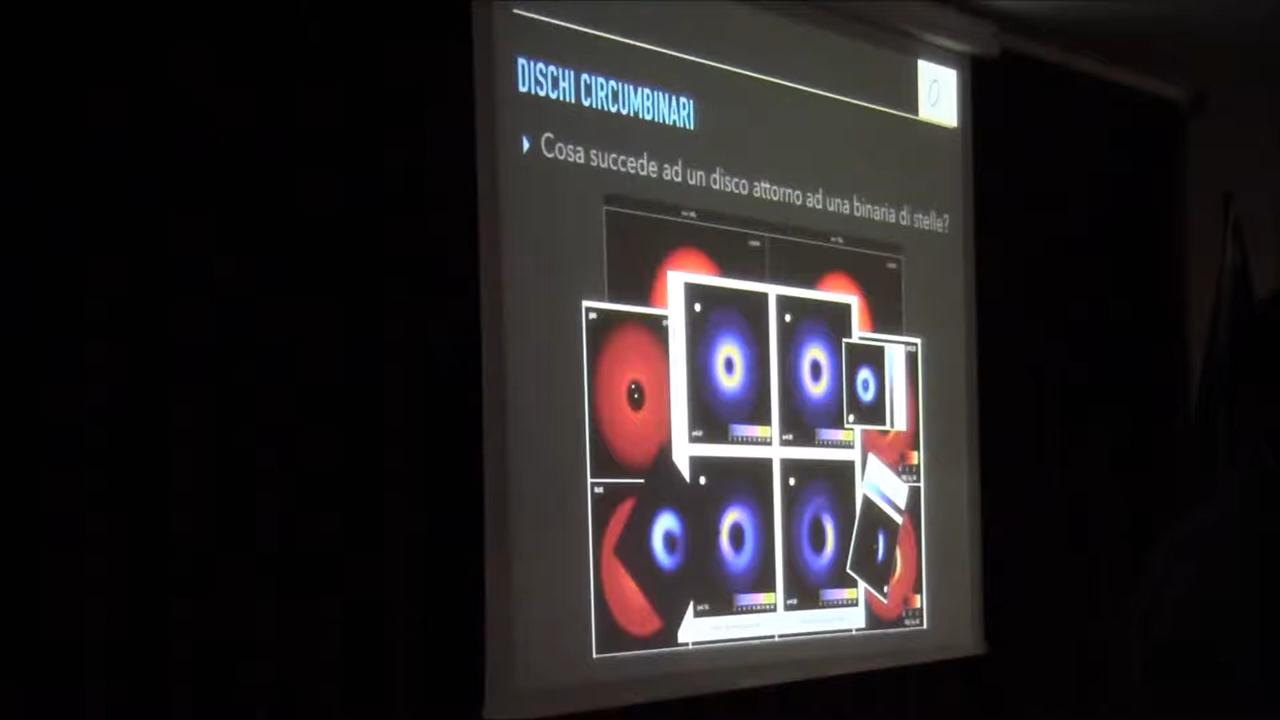 DISCHI CIRCUMBINARI
Cosa succede ad un disco attorno ad una binaria di stelle?